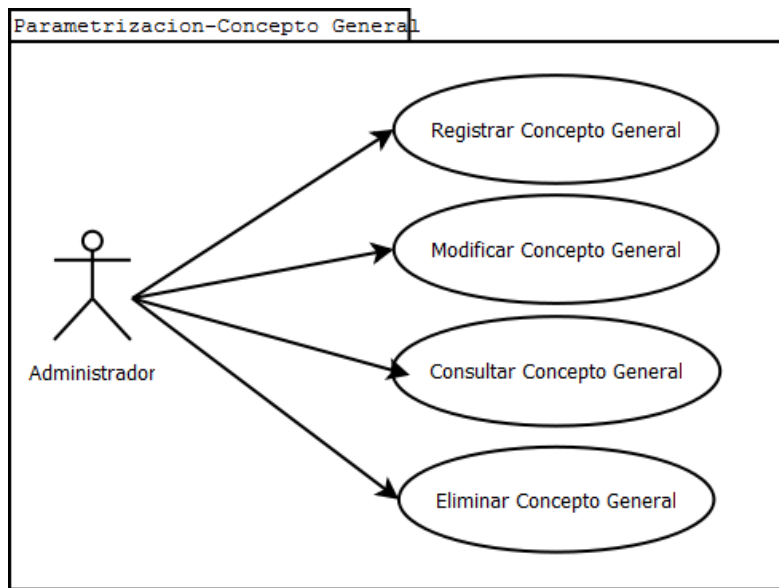 Parametrizacion-Concepto General
Registrar Concepto General
Modificar Concepto General
Administrador
Consultar Concepto General
Eliminar Concepto General